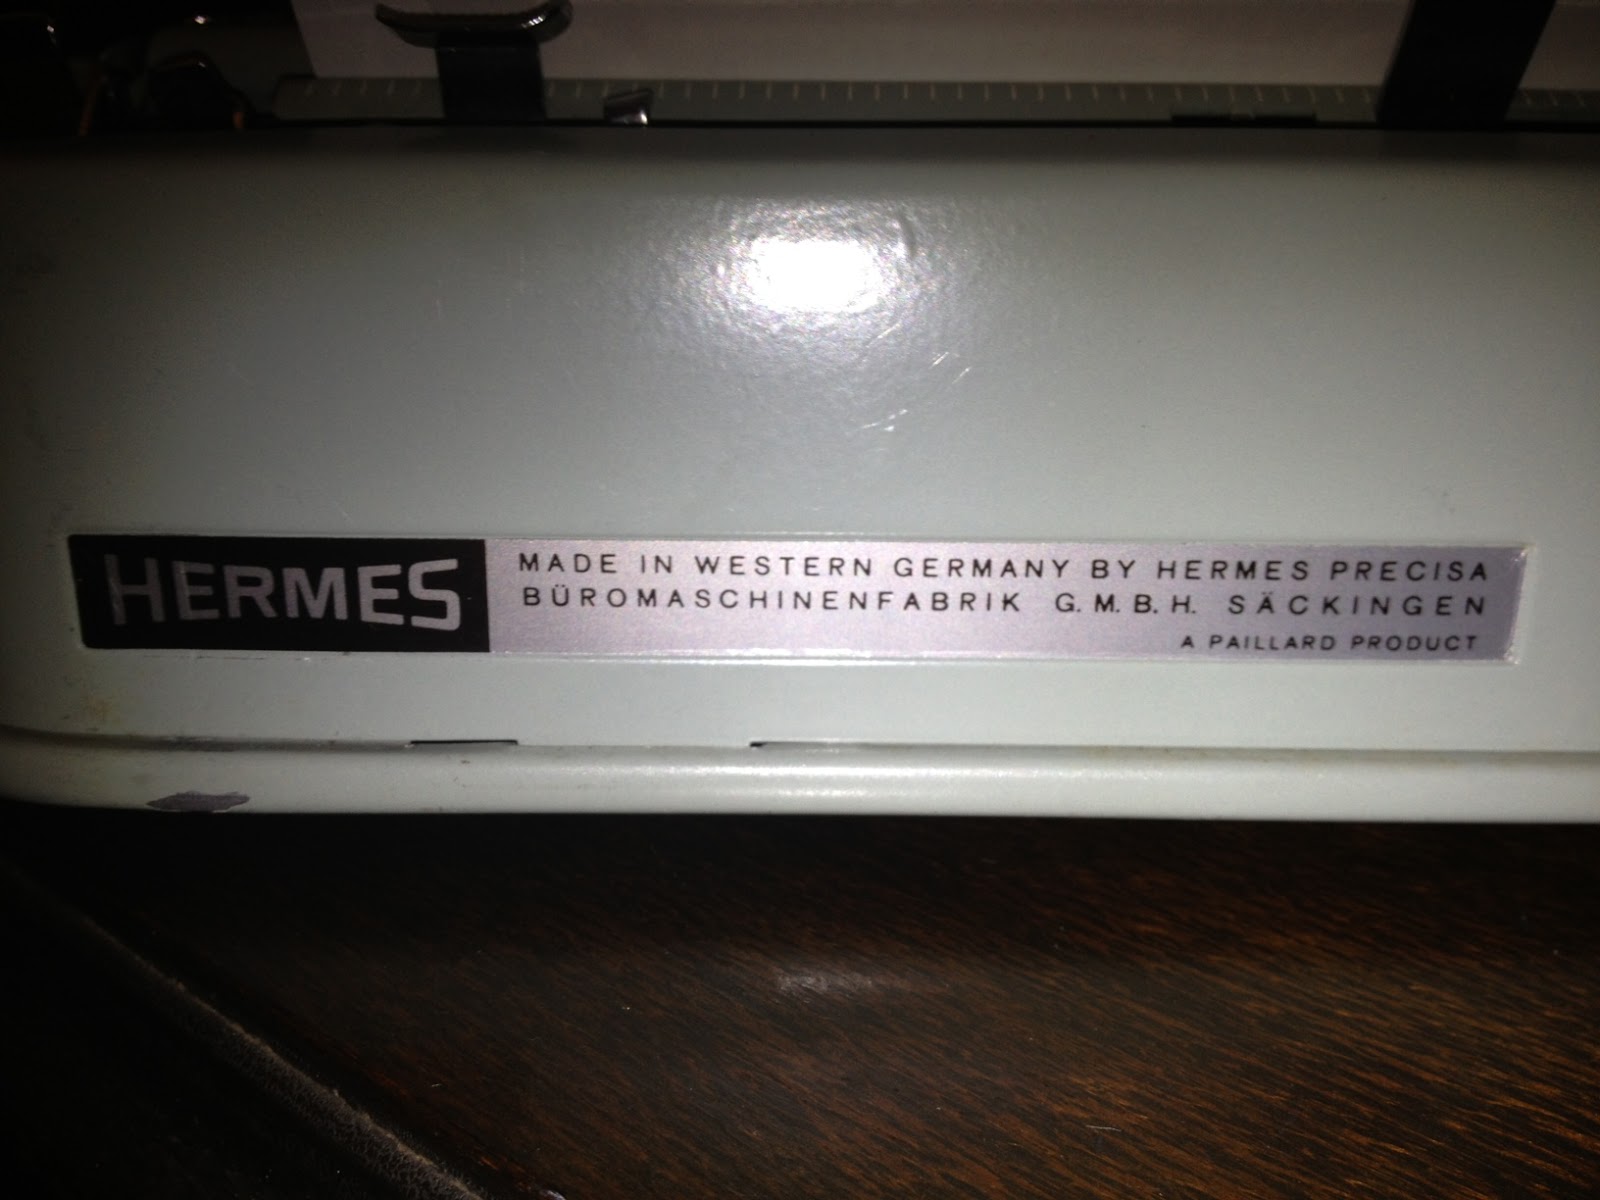 HERMES
MADE IN WESTERN GERMANY BY HERMES PRECISA
BÜROMASCHINENFABRIK G.M.B.H. SÄCKINGEN
A PAILLARD PRODUCT